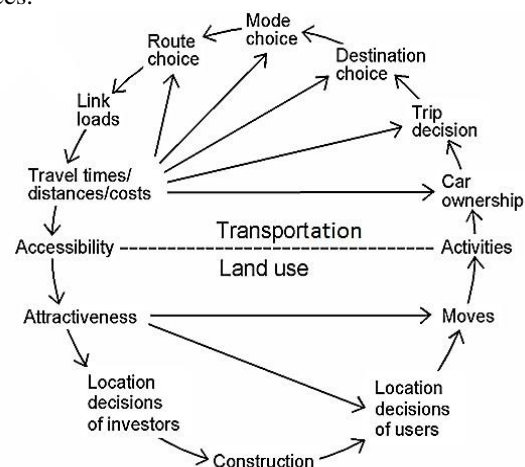 ces.
Mode
choice
Route
choice
Destination
choice
Link
loads
Trip
decision
Travel times/
distances/costs
Car
ownership
Transportation
Accessibility
Activities
Land use
Attractiveness
Moves
Location
decisions
of investors
Location
decisions
of users
Construction